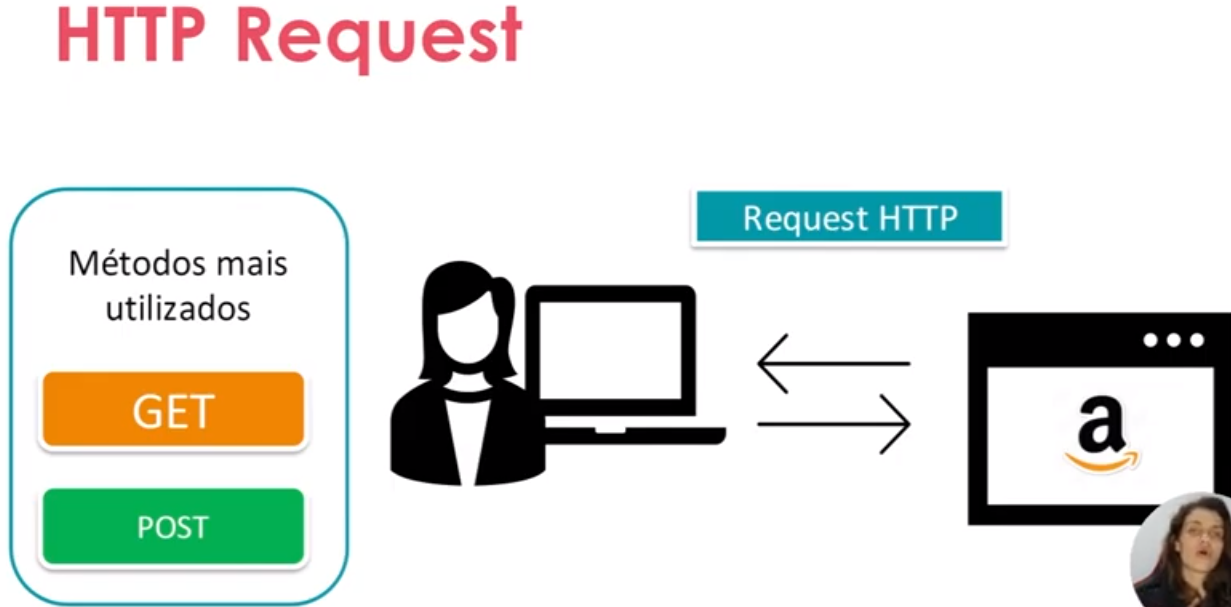 HTTP Request
Métodos mais
utilizados
GET
POST
Request HTTP
a